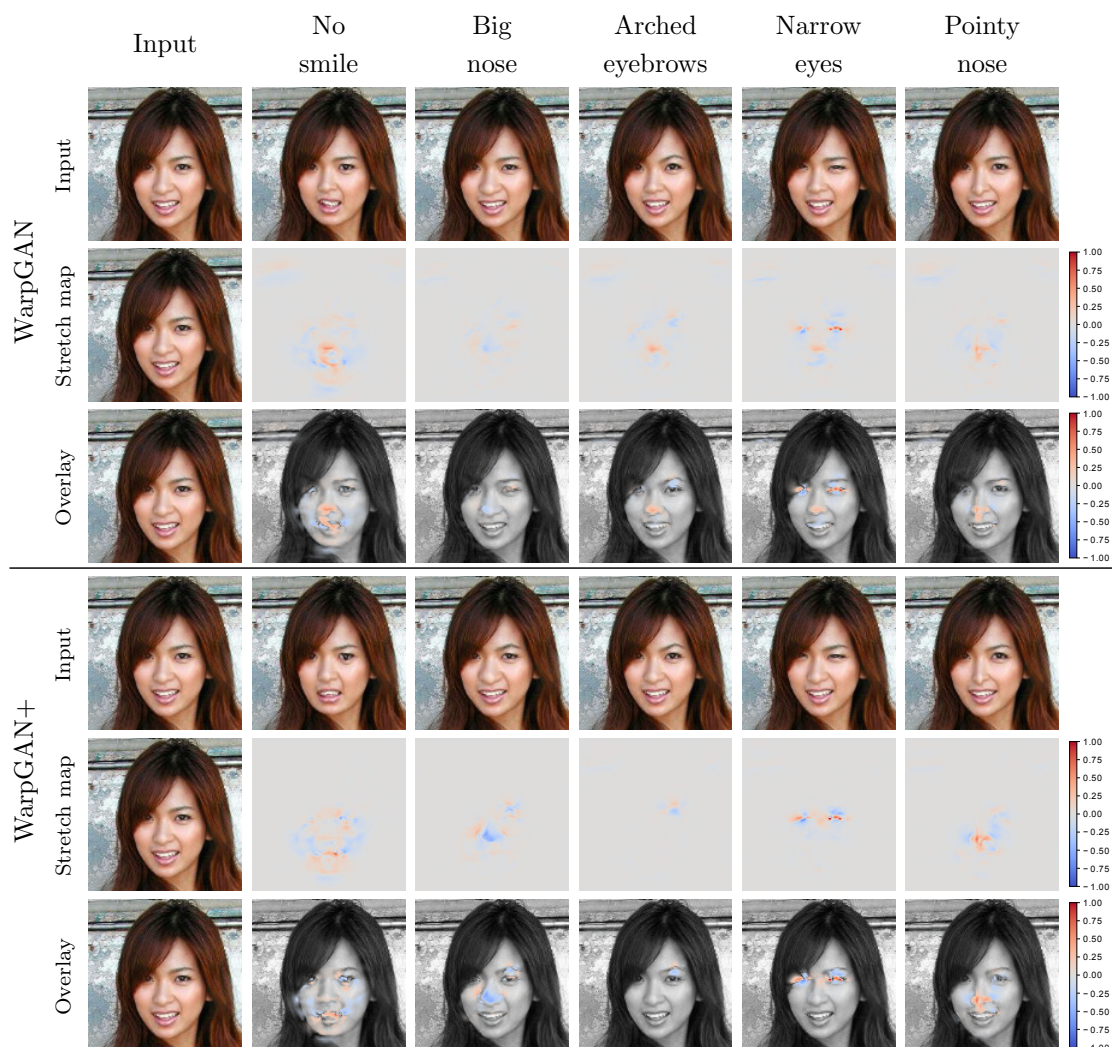 Input
No
smile
Big
nose
Arched
eyebrows
Narrow
eyes
Pointy
nose
WarpGAN
Input
Stretch map
1.00
0.75
0.50
0.25
0.00
−0.25
−0.50
−0.75
−1.00
Overlay
1.00
0.75
0.50
0.25
0.00
−0.25
−0.50
−0.75
−1.00
WarpGAN+
Input
Stretch map
1.00
0.75
0.50
0.25
0.00
−0.25
−0.50
−0.75
−1.00
Overlay
1.00
0.75
0.50
0.25
0.00
−0.25
−0.50
−0.75
−1.00